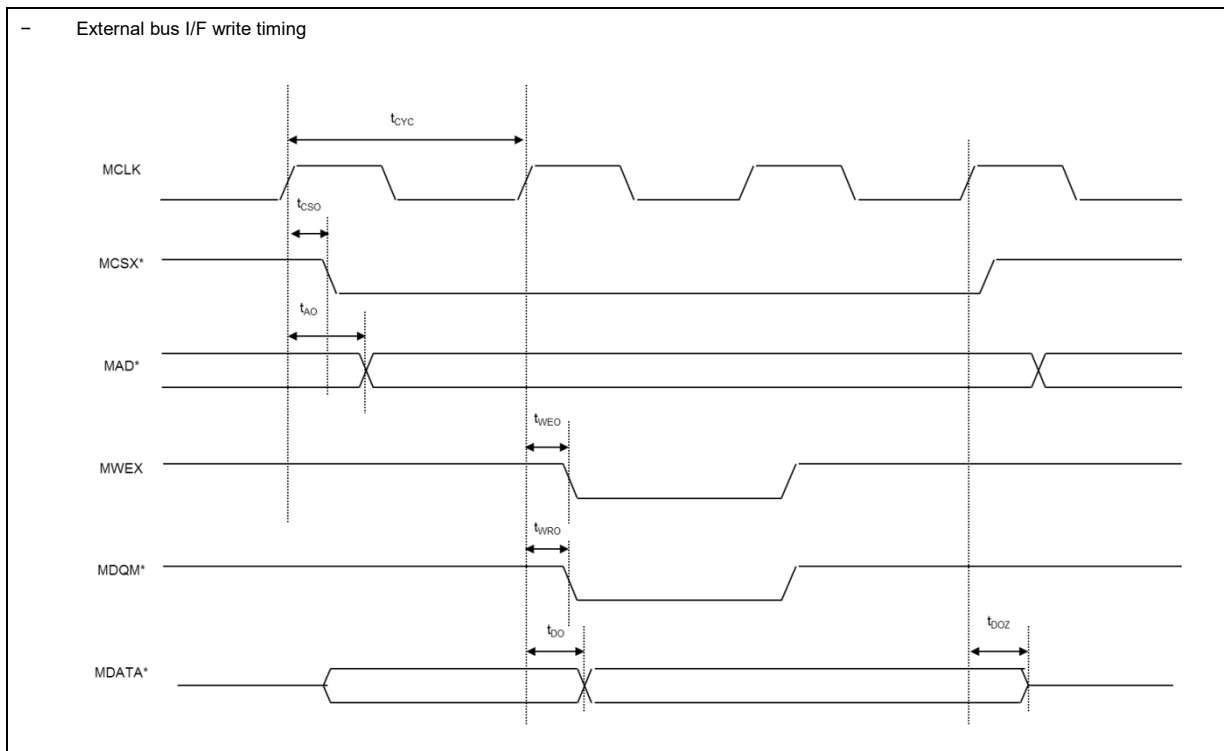 − External bus I/F write timing
tCYC
MCLK
tCSO
MCSX*
tAO
MAD*
tWEO
MWEX
tWRO
MDQM*
tDO
tDOZ
MDATA*